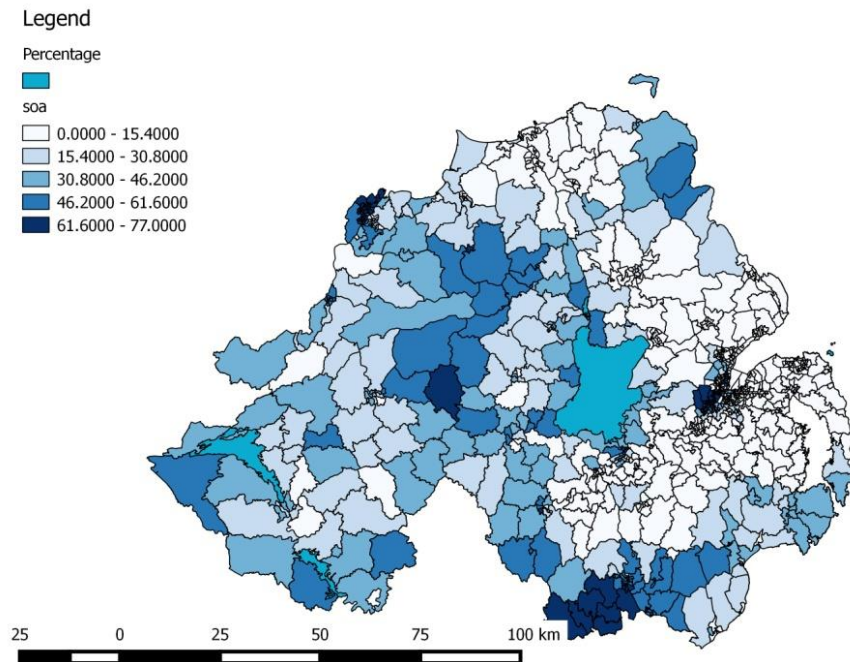 Legend
Percentage
soa
0.0000 - 15.4000
15.4000 - 30.8000
30.8000 - 46.2000
46.2000 - 61.6000
61.6000 - 77.0000
25 0 25 50 75 100 km